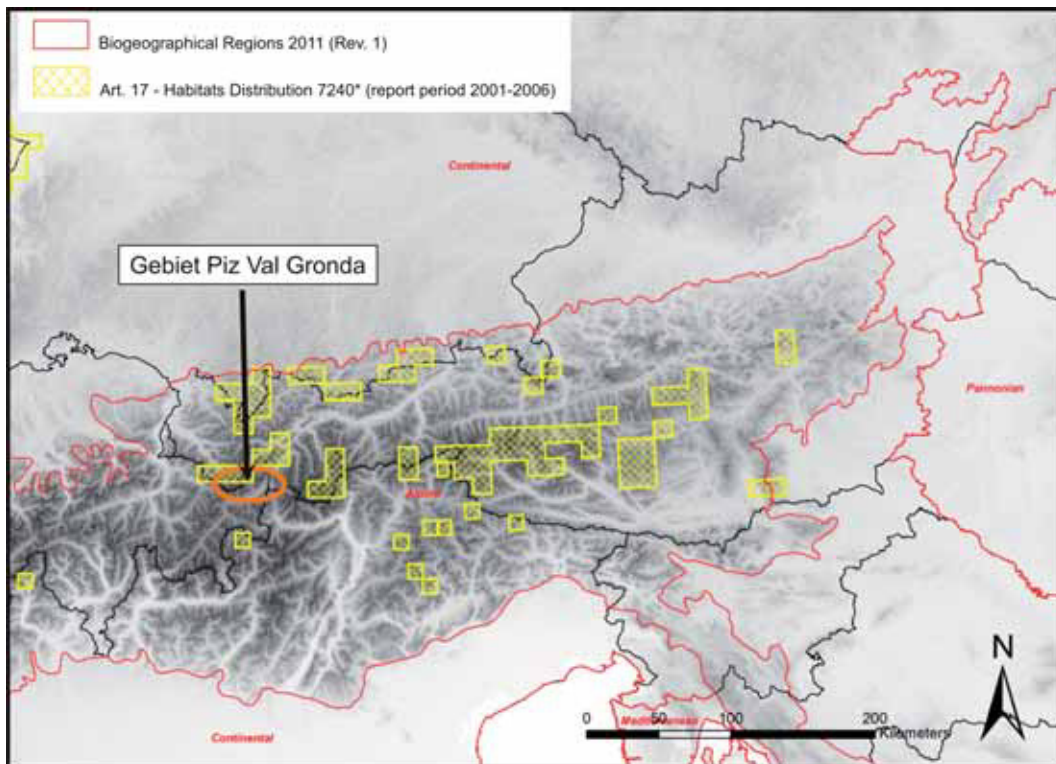 Biogeographical Regions 2011 (Rev. 1)
Art. 17 - Habitats Distribution 7240* (report period 2001-2006)
Continental
Gebiet Piz Val Gronda
Pannonian
Alpine
N
Mediterranean
0 50 100 200
Kilometers
Continental